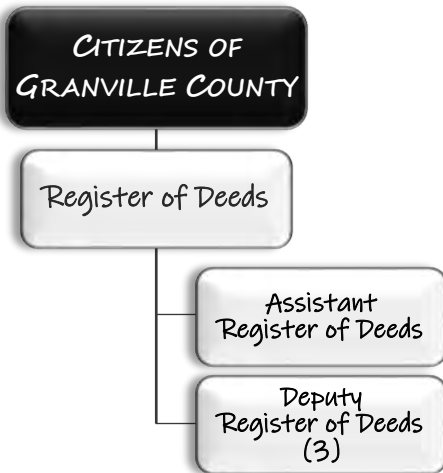 CITIZENS OF
GRANVILLE COUNTY
Register of Deeds
Assistant
Register of Deeds
Deputy
Register of Deeds
(3)